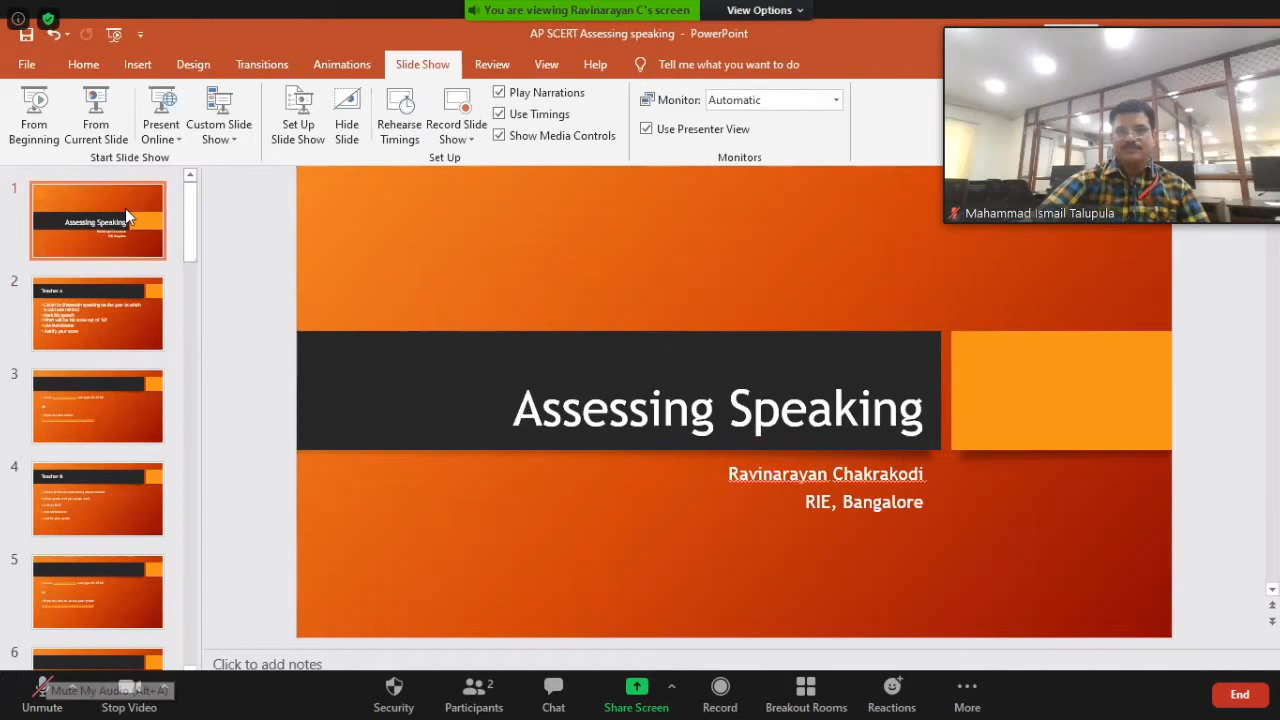 You are viewing Ravinarayan C's screen
View Options
AP SCERT Assessing speaking - PowerPoint
File
Home
Insert
Design
Transitions
Animations
Slide Show
Review
View
Help
Tell me what you want to do
From Beginning
From Current Slide
Present Online
Custom Slide Show
Start Slide Show
Set Up Slide Show
Hide Slide
Rehearse Timings
Record Slide Show
Play Narrations
Use Timings
Show Media Controls
Set Up
Monitor:
Automatic
Use Presenter View
Monitors
Mahammad Ismail Talupula
1
Assessing Speaking
2
Teacher A
3
4
Teacher B
5
6
Assessing Speaking
Ravinarayan Chakrakodi
RIE, Bangalore
Click to add notes
Mute My Audio (Alt+A)
Unmute
Stop Video
Security
2
Participants
Chat
Share Screen
Record
Breakout Rooms
Reactions
More
End